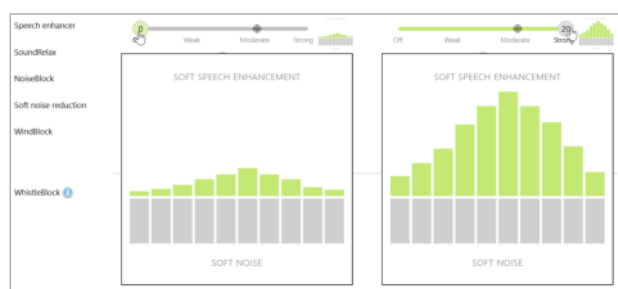 Speech enhancer
0
Weak Moderate Strong
Off Weak Moderate Strong
20
SoundRelax
NoiseBlock
Soft noise reduction
WindBlock
WhistleBlock i
SOFT SPEECH ENHANCEMENT
SOFT NOISE
SOFT SPEECH ENHANCEMENT
SOFT NOISE